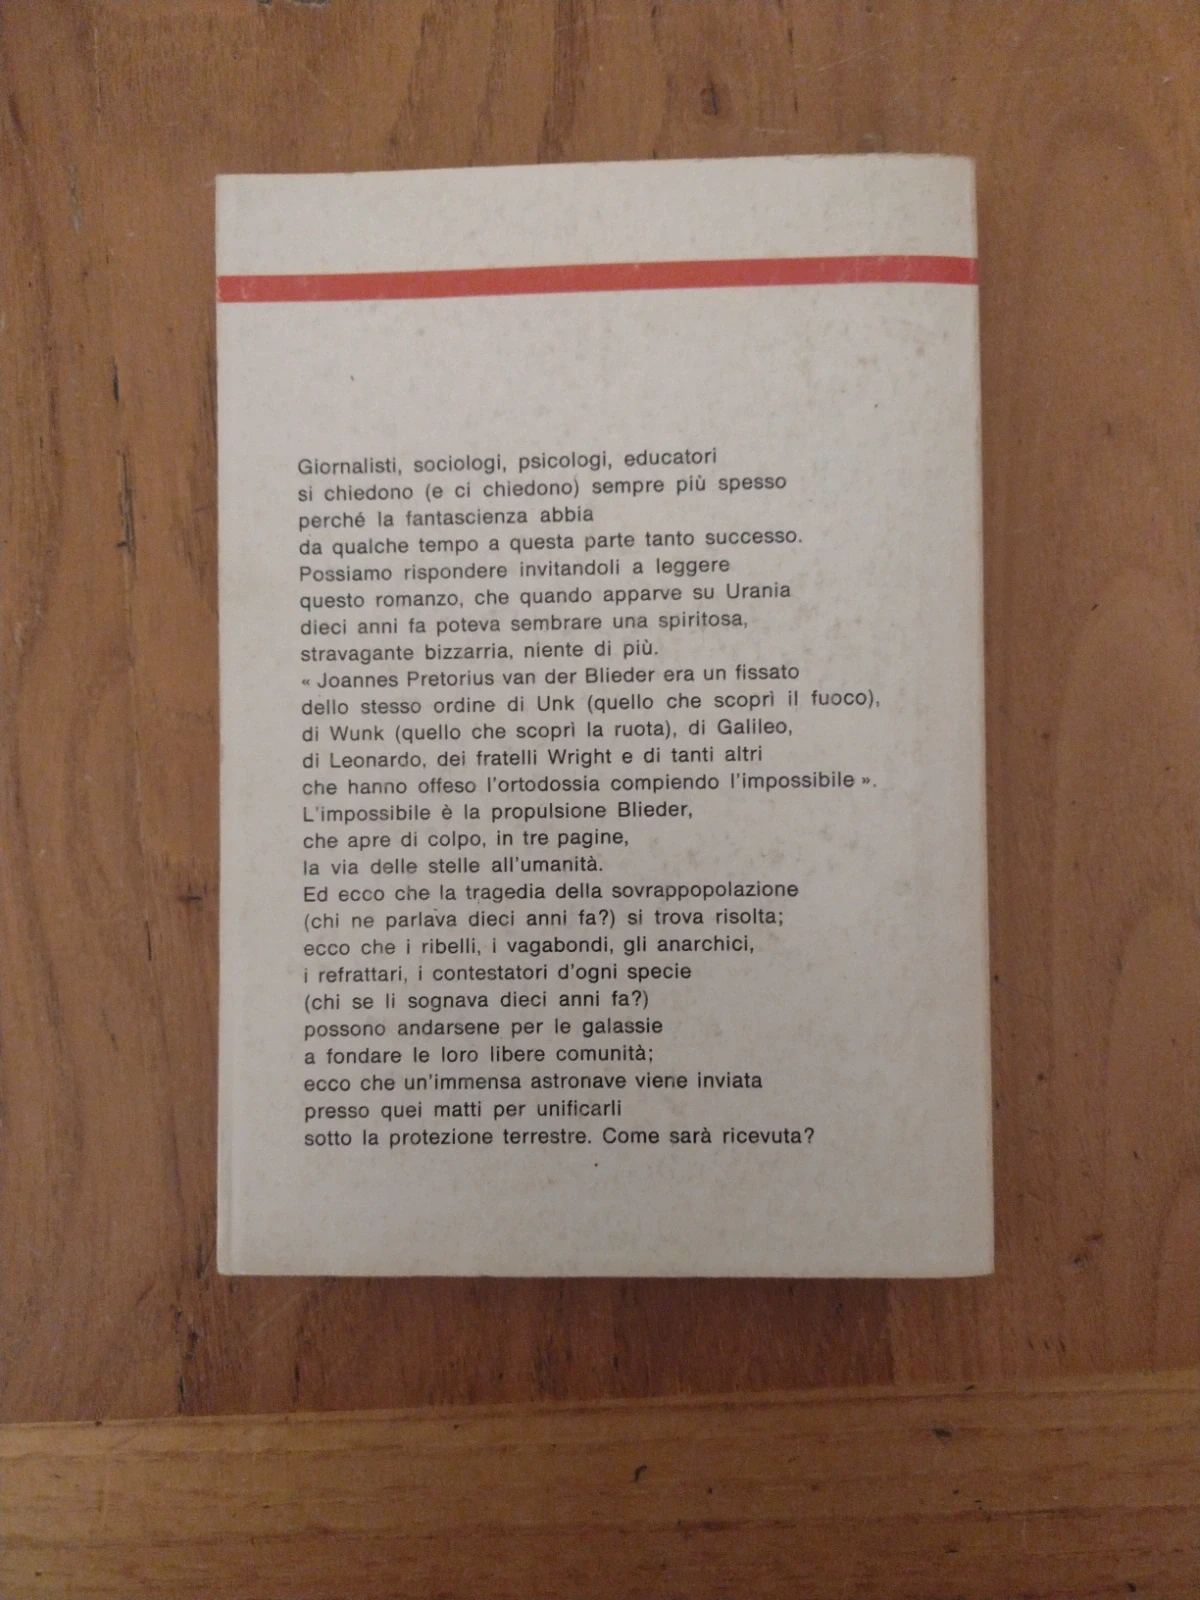 Giornalisti, sociologi, psicologi, educatori
si chiedono (e ci chiedono) sempre più spesso
perché la fantascienza abbia
da qualche tempo a questa parte tanto successo.
Possiamo rispondere invitandoli a leggere
questo romanzo, che quando apparve su Urania
dieci anni fa poteva sembrare una spiritosa,
stravagante bizzarria, niente di più.
« Joannes Pretorius van der Blieder era un fissato
dello stesso ordine di Unk (quello che scoprì il fuoco),
di Wunk (quello che scoprì la ruota), di Galileo,
di Leonardo, dei fratelli Wright e di tanti altri
che hanno offeso l'ortodossia compiendo l'impossibile ».
L'impossibile è la propulsione Blieder,
che apre di colpo, in tre pagine,
la via delle stelle all'umanità.
Ed ecco che la tragedia della sovrappopolazione
(chi ne parlava dieci anni fa?) si trova risolta;
ecco che i ribelli, i vagabondi, gli anarchici,
i refrattari, i contestatori d'ogni specie
(chi se li sognava dieci anni fa?)
possono andarsene per le galassie
a fondare le loro libere comunità;
ecco che un'immensa astronave viene inviata
presso quei matti per unificarli
sotto la protezione terrestre. Come sarà ricevuta?